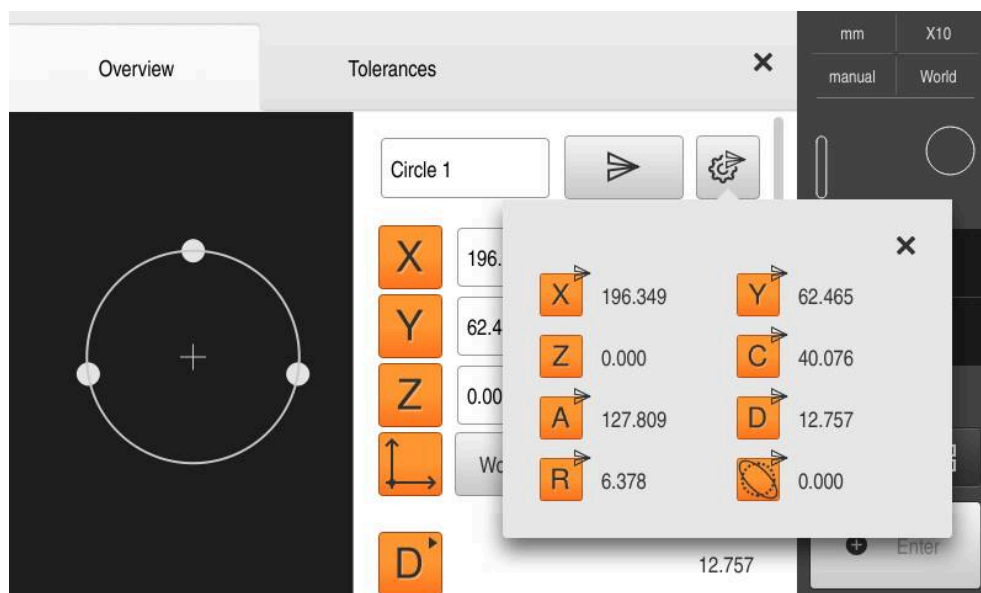 Overview
Tolerances
mm
X10
manual
World
Circle 1
X
196.
Y
62.4
Z
0.00
Wo
D
12.757
X 196.349
Y 62.465
Z 0.000
C 40.076
A 127.809
D 12.757
R 6.378
0.000
Enter